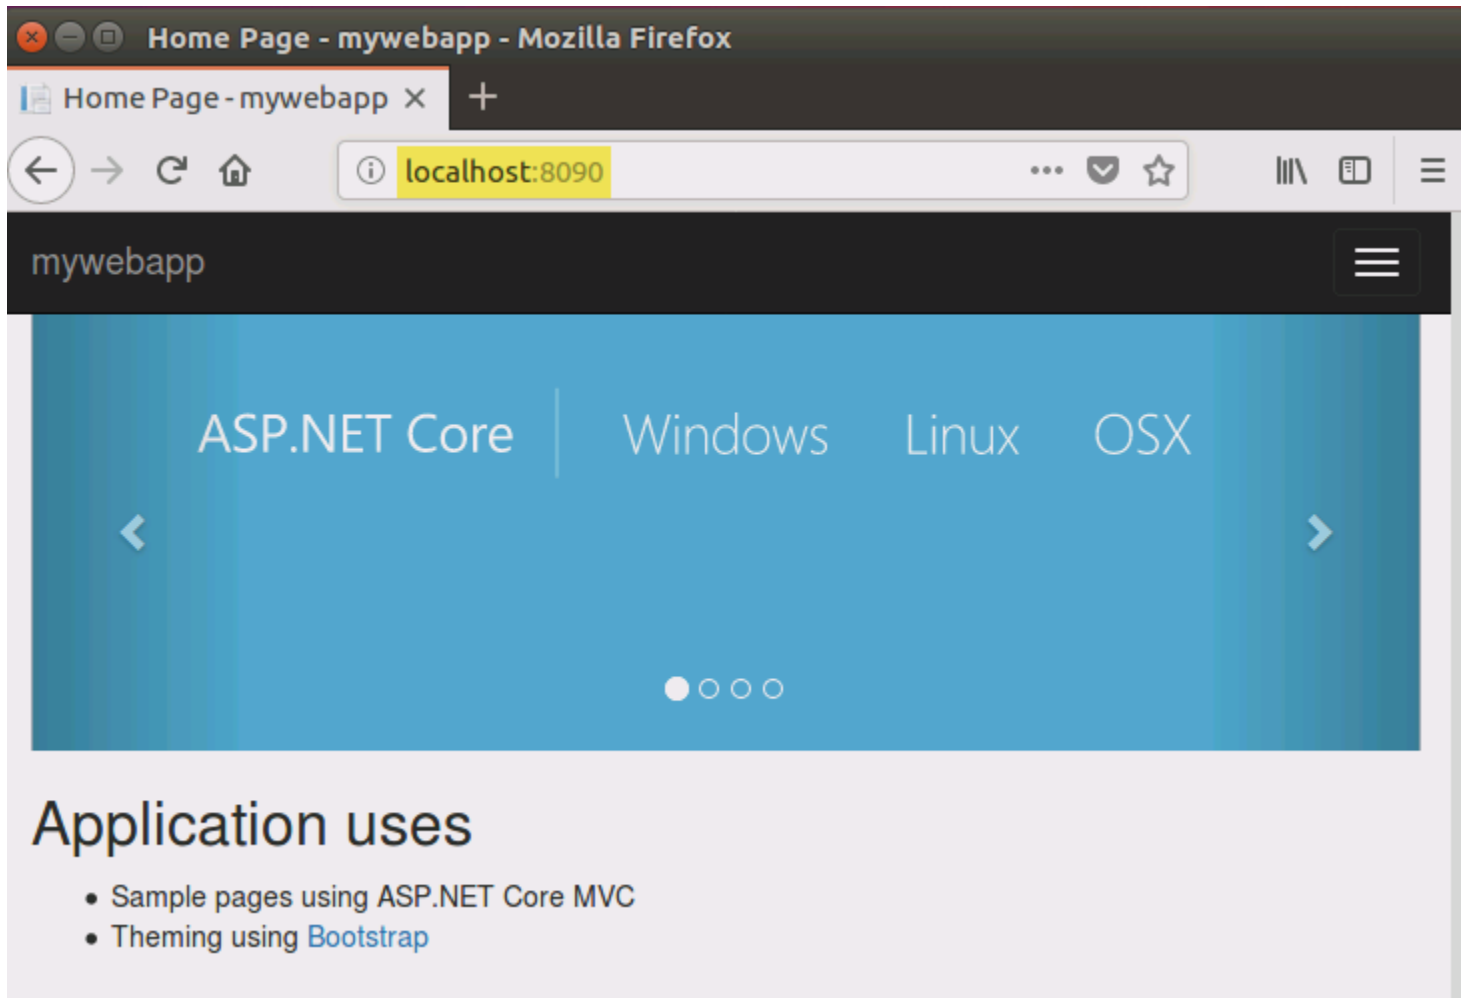 Home Page - mywebapp - Mozilla Firefox
Home Page - mywebapp
localhost:8090
mywebapp
ASP.NET Core Windows Linux OSX
Application uses
• Sample pages using ASP.NET Core MVC
• Theming using Bootstrap